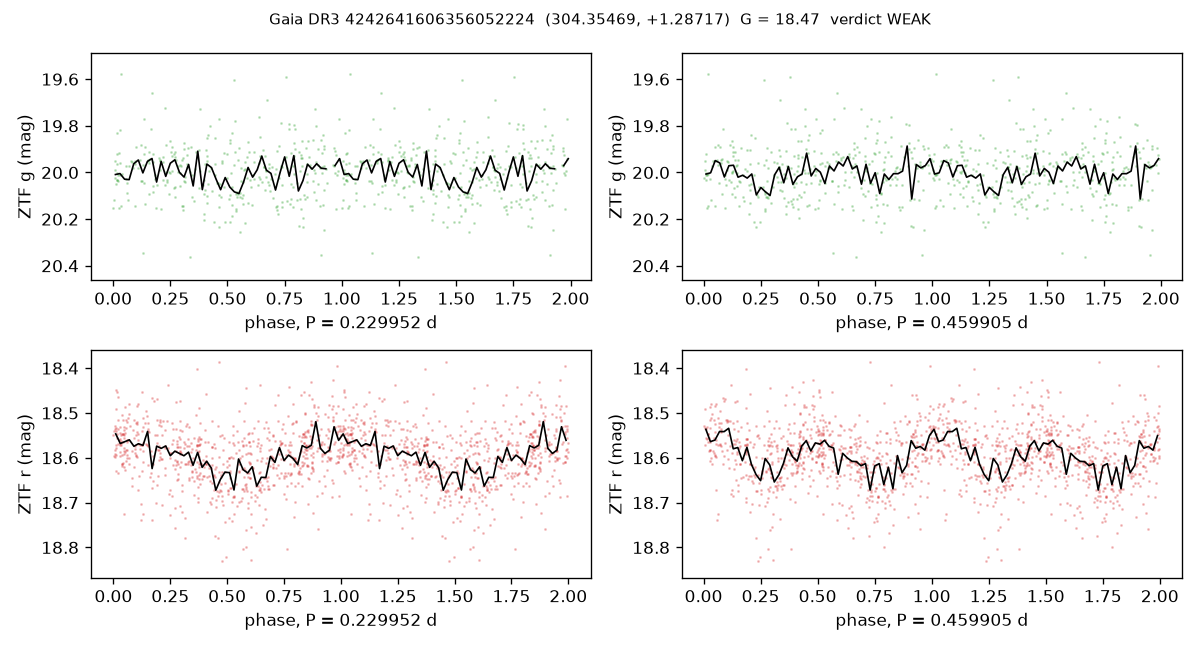 Gaia DR3 4242641606356052224 (304.35469, +1.28717) G = 18.47 verdict WEAK
ZTF g (mag)
19.6
19.8
20.0
20.2
20.4
0.00 0.25 0.50 0.75 1.00 1.25 1.50 1.75 2.00
phase, P = 0.229952 d
ZTF g (mag)
19.6
19.8
20.0
20.2
20.4
0.00 0.25 0.50 0.75 1.00 1.25 1.50 1.75 2.00
phase, P = 0.459905 d
ZTF r (mag)
18.4
18.5
18.6
18.7
18.8
0.00 0.25 0.50 0.75 1.00 1.25 1.50 1.75 2.00
phase, P = 0.229952 d
ZTF r (mag)
18.4
18.5
18.6
18.7
18.8
0.00 0.25 0.50 0.75 1.00 1.25 1.50 1.75 2.00
phase, P = 0.459905 d